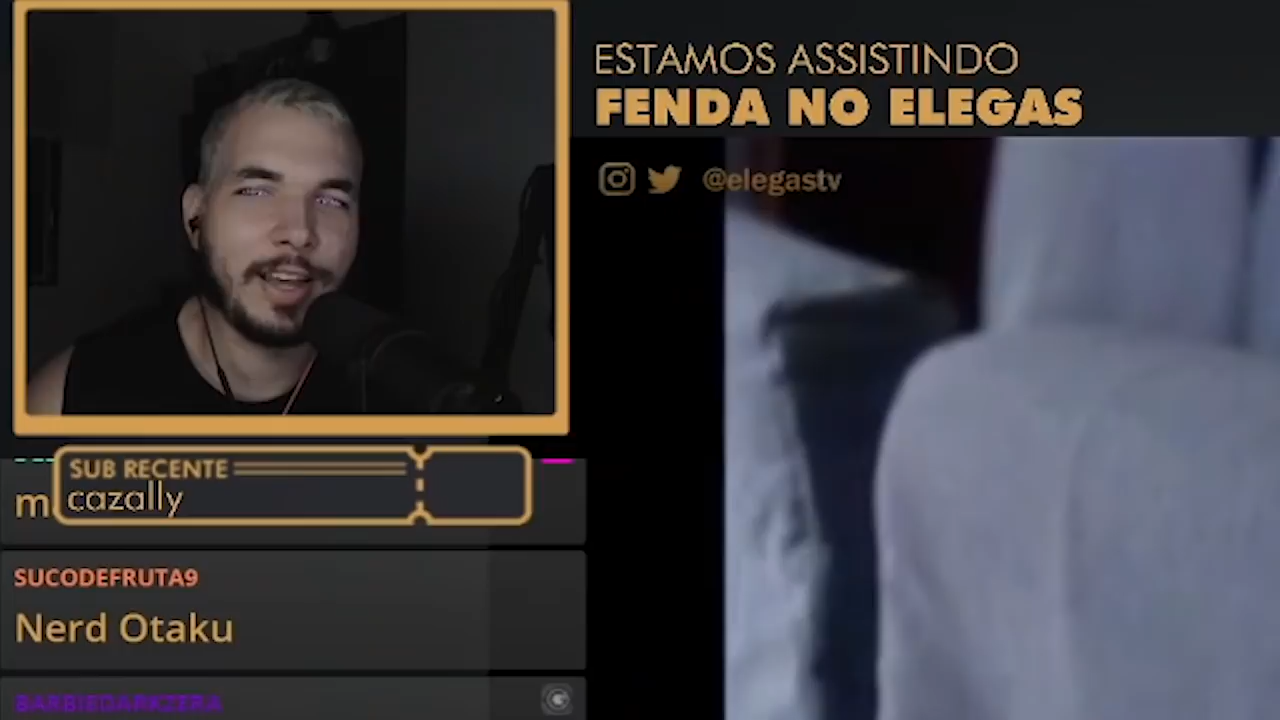 ESTAMOS ASSISTINDO
FENDA NO ELEGAS
@elegastv
SUB RECENTE
cazally
SUCODEFRUTA9
Nerd Otaku
BARBIEDARKZERA